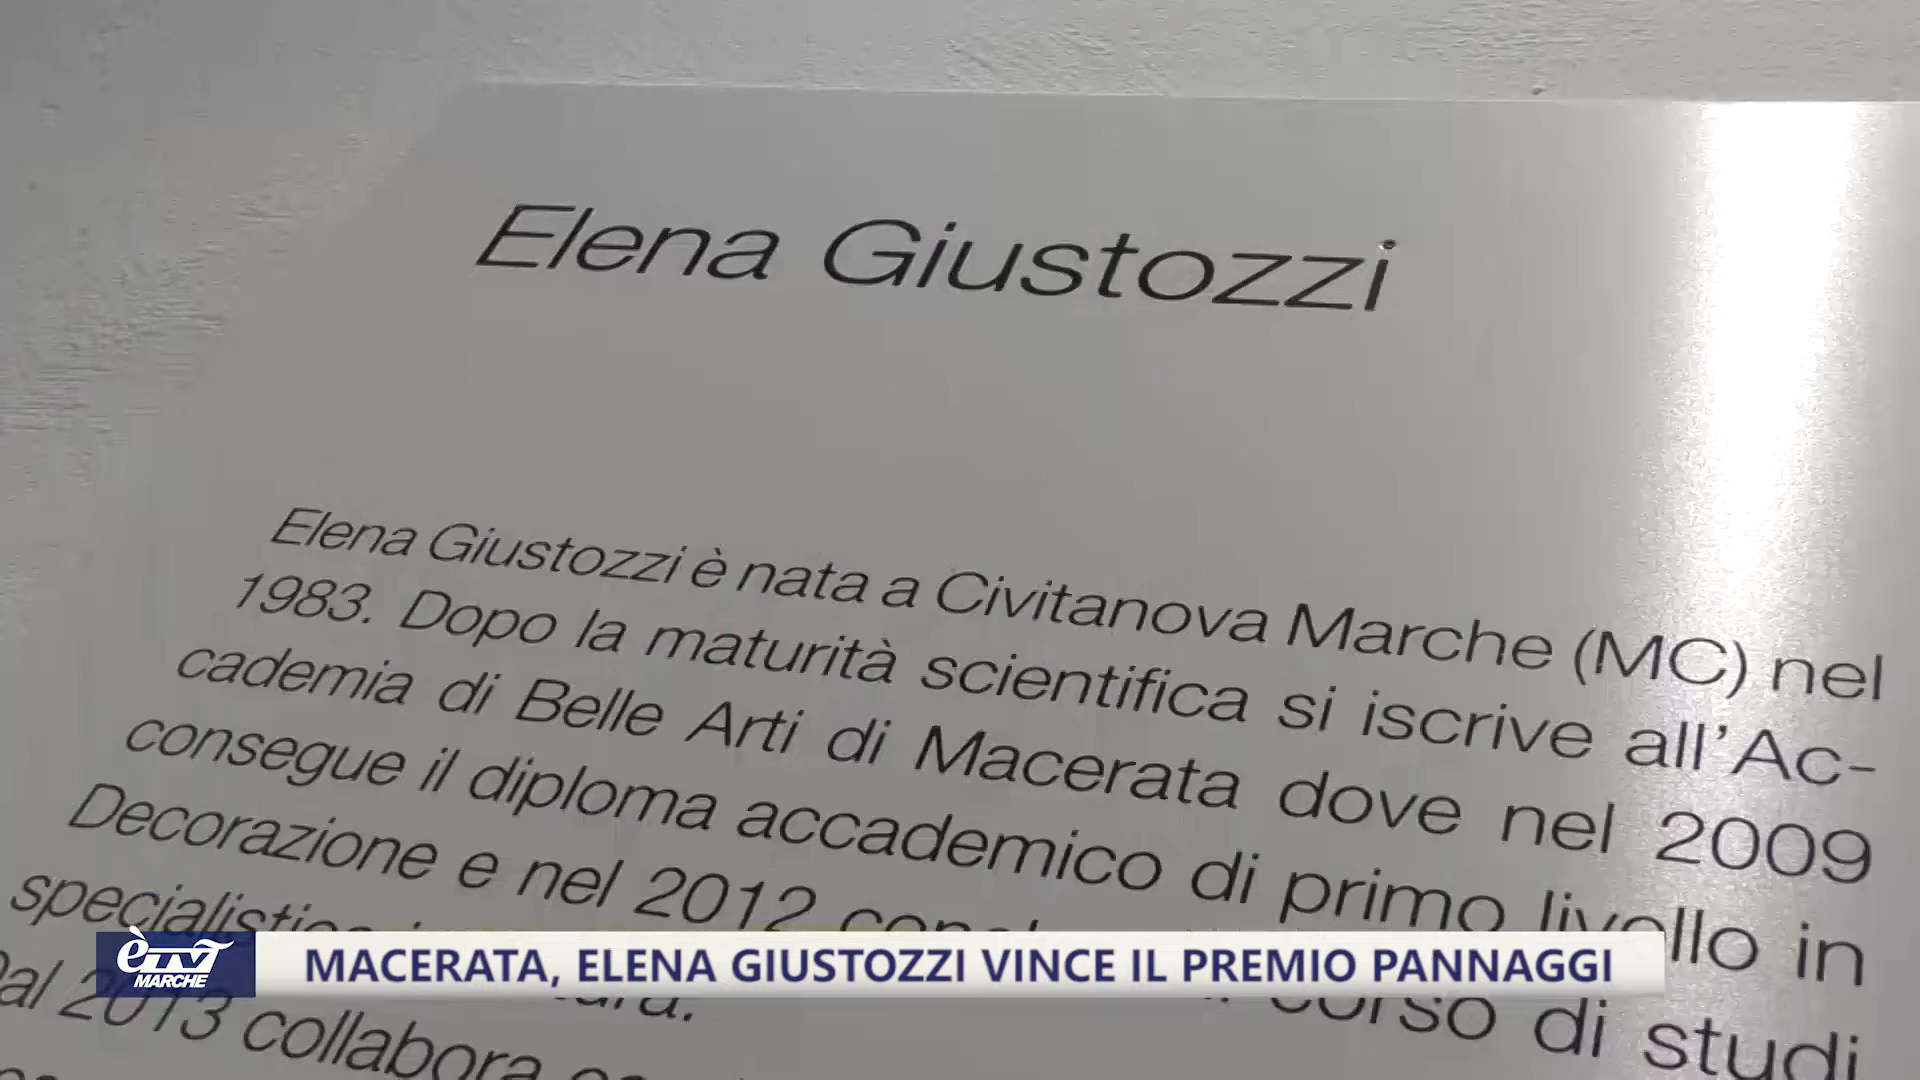 Elena Giustozzi
Elena Giustozzi è nata a Civitanova Marche (MC) nel
1983. Dopo la maturità scientifica si iscrive all'Ac-
cademia di Belle Arti di Macerata dove nel 2009
consegue il diploma accademico di primo livello in
Decorazione e nel 2012
corso di studi
al 2013 collabora
èTV
MARCHE
MACERATA, ELENA GIUSTOZZI VINCE IL PREMIO PANNAGGI